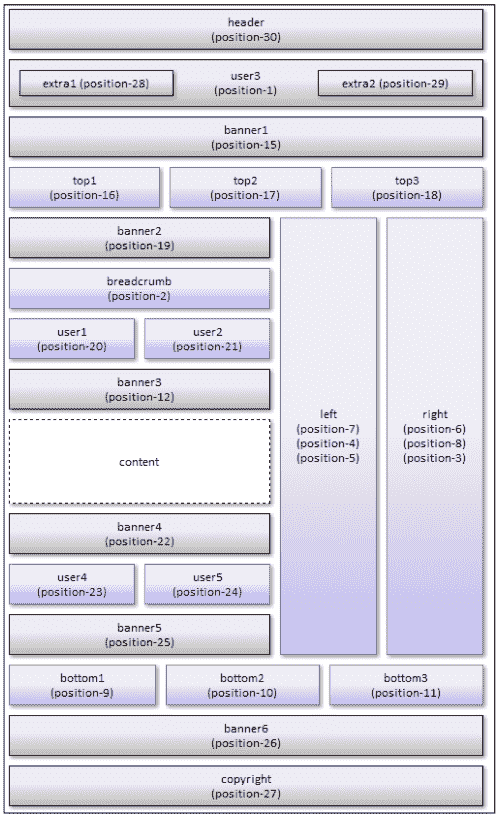 header
(position-30)
extra1 (position-28)
user3
(position-1)
extra2 (position-29)
banner1
(position-15)
top1
(position-16)
top2
(position-17)
top3
(position-18)
banner2
(position-19)
breadcrumb
(position-2)
user1
(position-20)
user2
(position-21)
banner3
(position-12)
content
left
(position-7)
(position-4)
(position-5)
right
(position-6)
(position-8)
(position-3)
banner4
(position-22)
user4
(position-23)
user5
(position-24)
banner5
(position-25)
bottom1
(position-9)
bottom2
(position-10)
bottom3
(position-11)
banner6
(position-26)
copyright
(position-27)